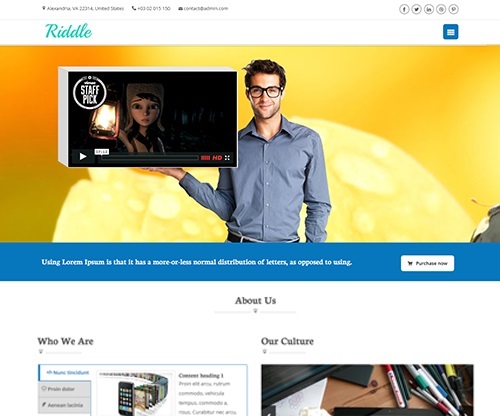 Alexandria, VA 22314, United States +03 02 015 150 contact@admin.com
Riddle
vimeo
STAFF
PICK
HD
Using Lorem Ipsum is that it has a more-or-less normal distribution of letters, as opposed to using.
Purchase now
About Us
Who We Are
Our Culture
Nunc tincidunt
Proin dolor
Aenean lacinia
Content heading 1
Proin elit arcu, rutrum
commodo, vehicula
tempus, commodo a,
risus. Curabitur nec arcu.